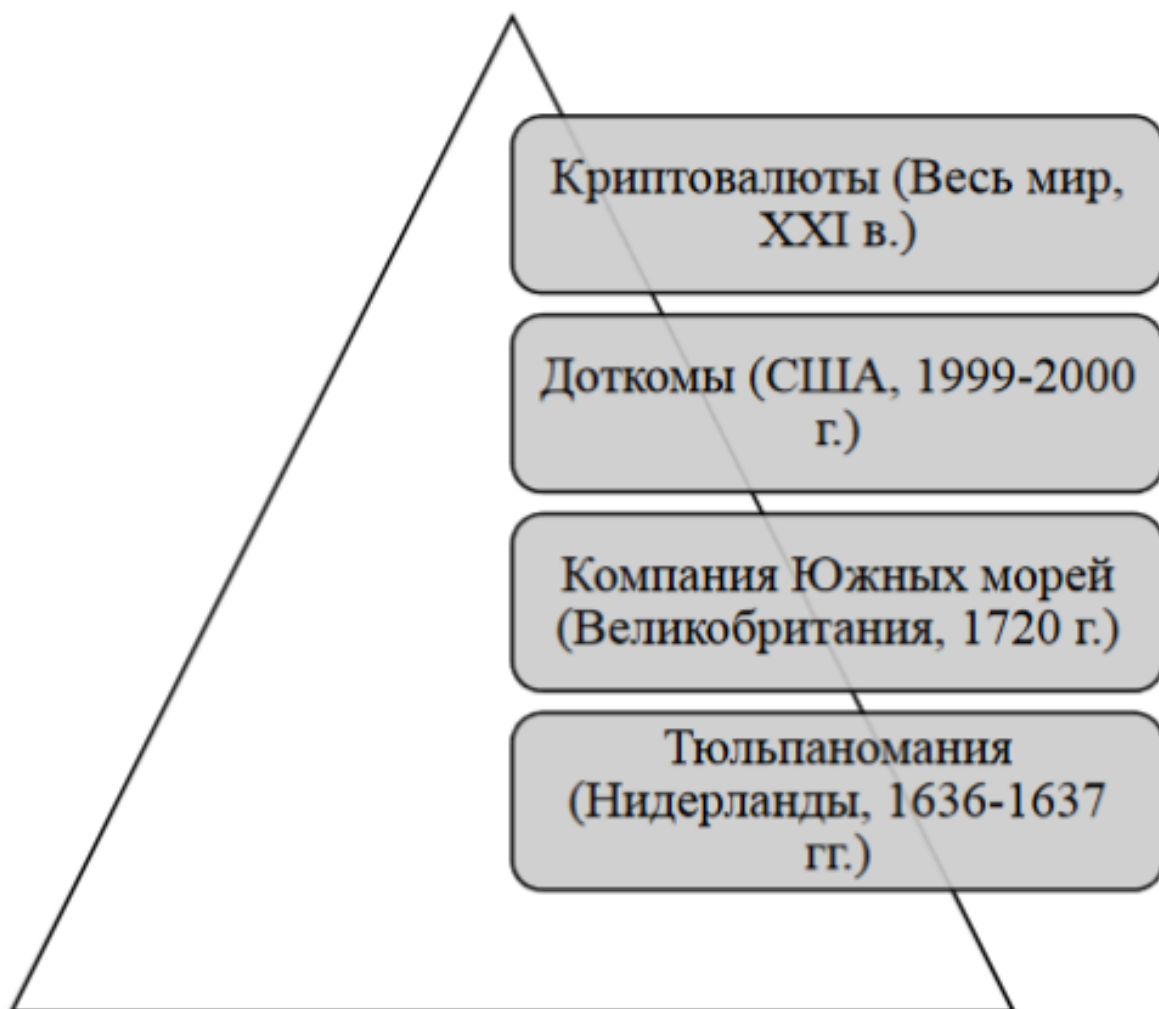 Криптовалюты (Весь мир,
XXI в.)
Доткомы (США, 1999-2000
г.)
Компания Южных морей
(Великобритания, 1720 г.)
Тюльпаномания
(Нидерланды, 1636-1637
гг.)